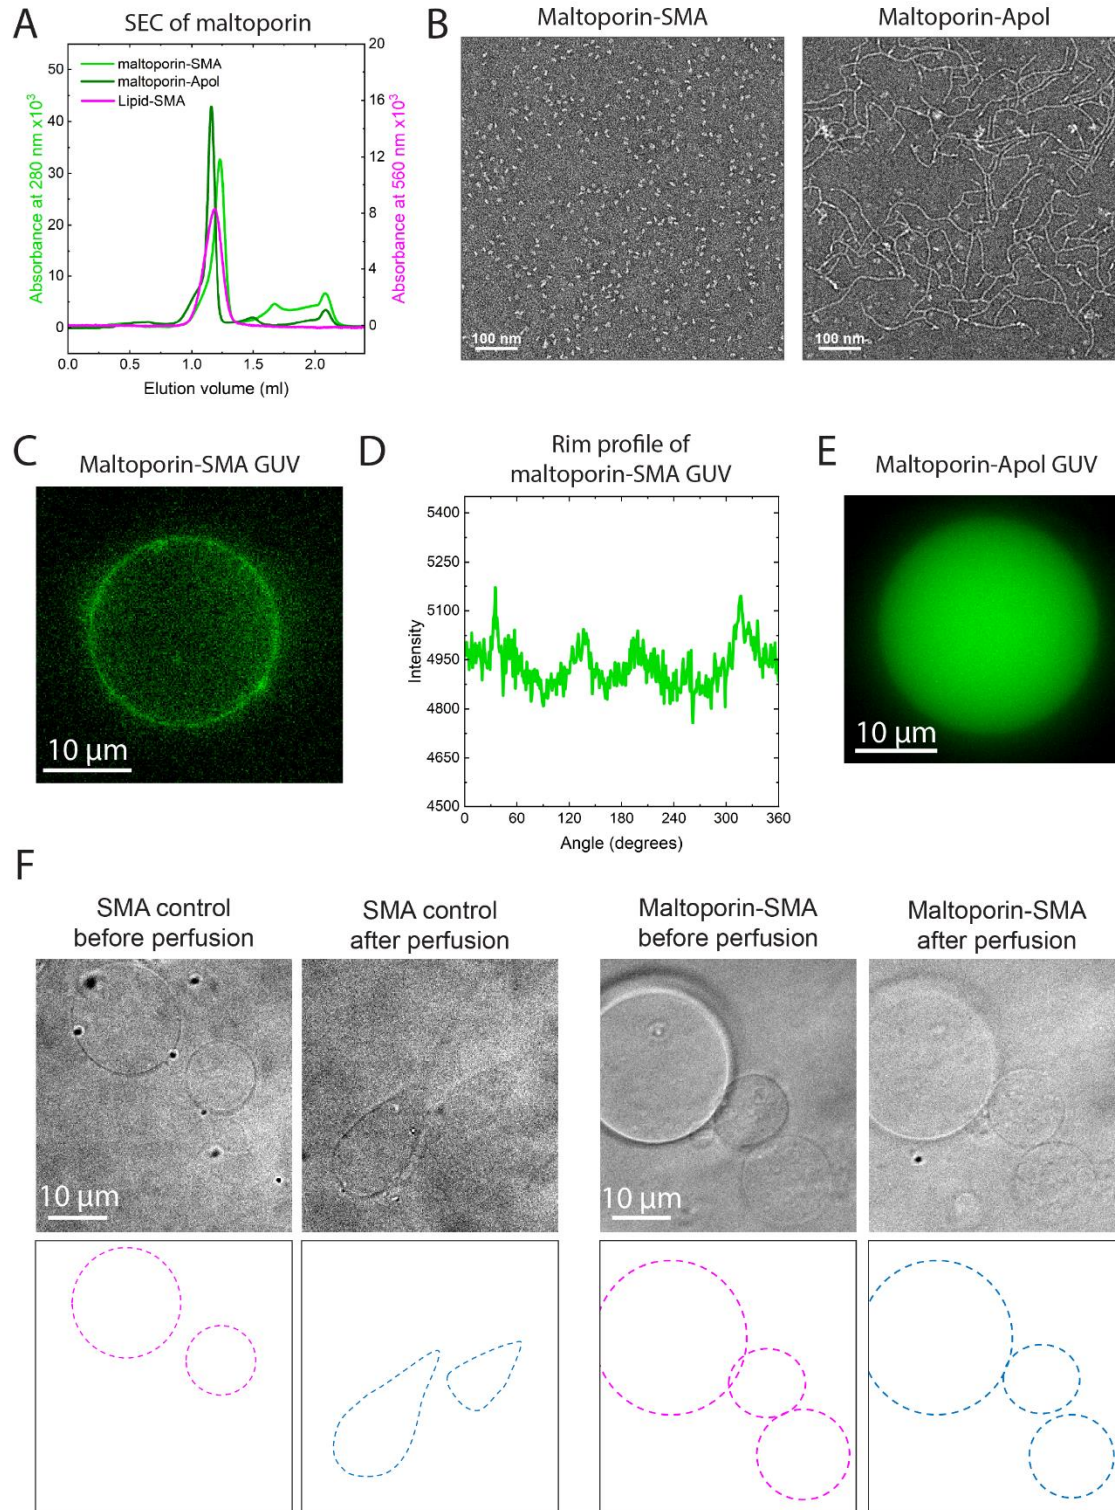 A
SEC of maltoporin
maltoporin-SMA
maltoporin-Apol
Lipid-SMA
Absorbance at 280 nm x10³
50
40
30
20
10
0
Absorbance at 560 nm x10³
20
16
12
8
4
0
0.0 0.5 1.0 1.5 2.0
Elution volume (ml)
B
Maltoporin-SMA
100 nm
Maltoporin-Apol
100 nm
C
Maltoporin-SMA GUV
10 μm
D
Rim profile of
maltoporin-SMA GUV
Intensity
5400
5250
5100
4950
4800
4650
4500
0 60 120 180 240 300 360
Angle (degrees)
E
Maltoporin-Apol GUV
10 μm
F
SMA control
before perfusion
10 μm
SMA control
after perfusion
Maltoporin-SMA
before perfusion
10 μm
Maltoporin-SMA
after perfusion